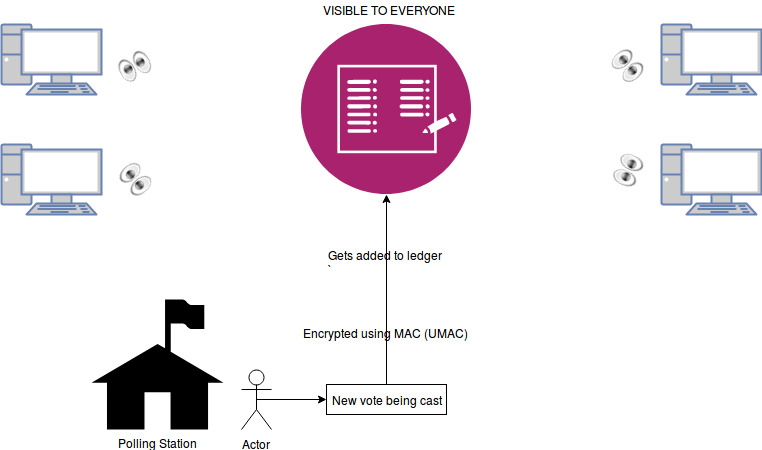 VISIBLE TO EVERYONE
Gets added to ledger
`
Encrypted using MAC (UMAC)
New vote being cast
Polling Station
Actor